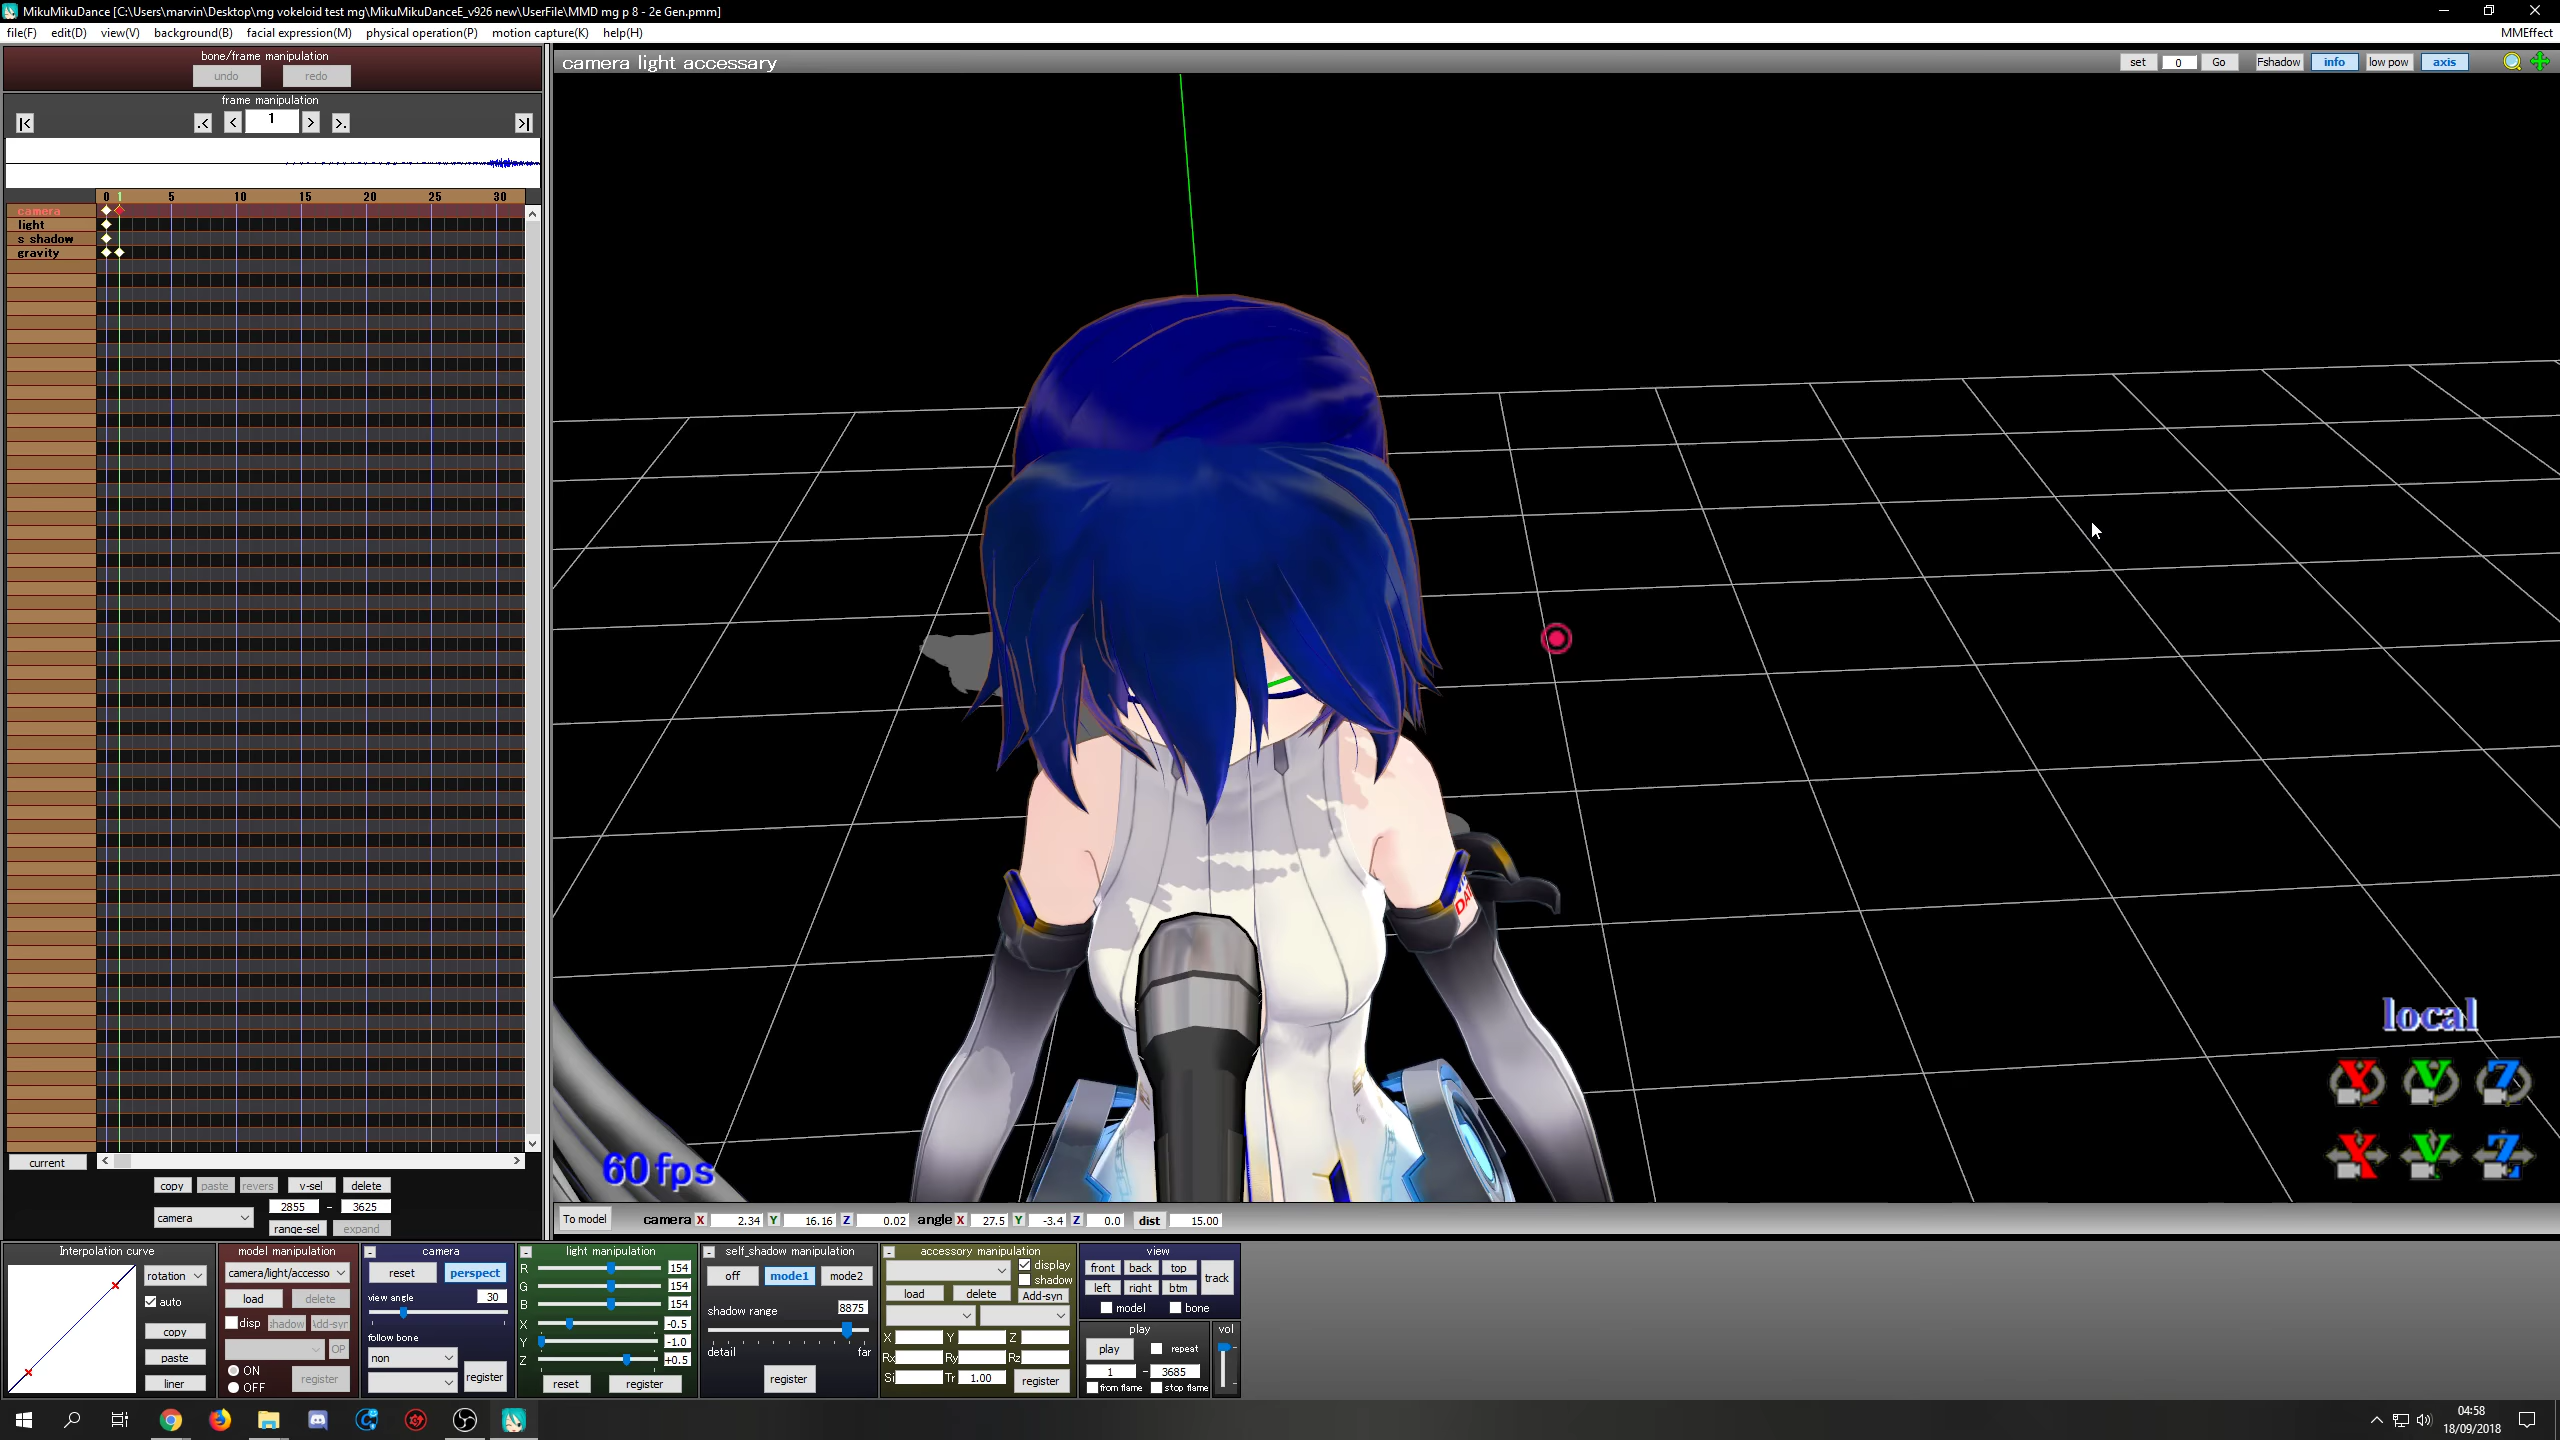 MikuMikuDance [C:\Users\marvin\Desktop\mg vokeloid test mg\MikuMikuDanceE_v926 new\UserFile\MMD mg p 8 - 2e Gen.pmm]
file(F) edit(D) view(V) background(B) facial expression(M) physical operation(P) motion capture(K) help(H) MMEffect
bone/frame manipulation
undo redo
frame manipulation
|< .< < 1 > >. >|
camera light accessary
set 0 Go Fshadow info low pow axis
0 1 5 10 15 20 25 30
camera
light
s shadow
gravity
DAT
local
X Y Z
X Y Z
60 fps
current
copy paste revers v-sel delete
camera 2855 - 3625
range-sel expand
To model camera X 2.34 Y 16.16 Z 0.02 angle X 27.5 Y -3.4 Z 0.0 dist 15.00
Interpolation curve
rotation
auto
copy
paste
liner
model manipulation
camera/light/accesso
load delete
disp shadow Add-syn
OP
ON
OFF
register
- camera
reset perspect
view angle 30
follow bone
non
register
- light manipulation
R 154
G 154
B 154
X -0.5
Y -1.0
Z +0.5
reset register
- self_shadow manipulation
off mode1 mode2
shadow range 8875
detail far
register
- accessory manipulation
display
shadow
load delete Add-syn
X Y Z
Rx Ry Rz
Si Tr 1.00 register
view
front back top
left right btm
track
model bone
play
play repeat
1 - 3685
from flame stop flame
vol
04:58
18/09/2018